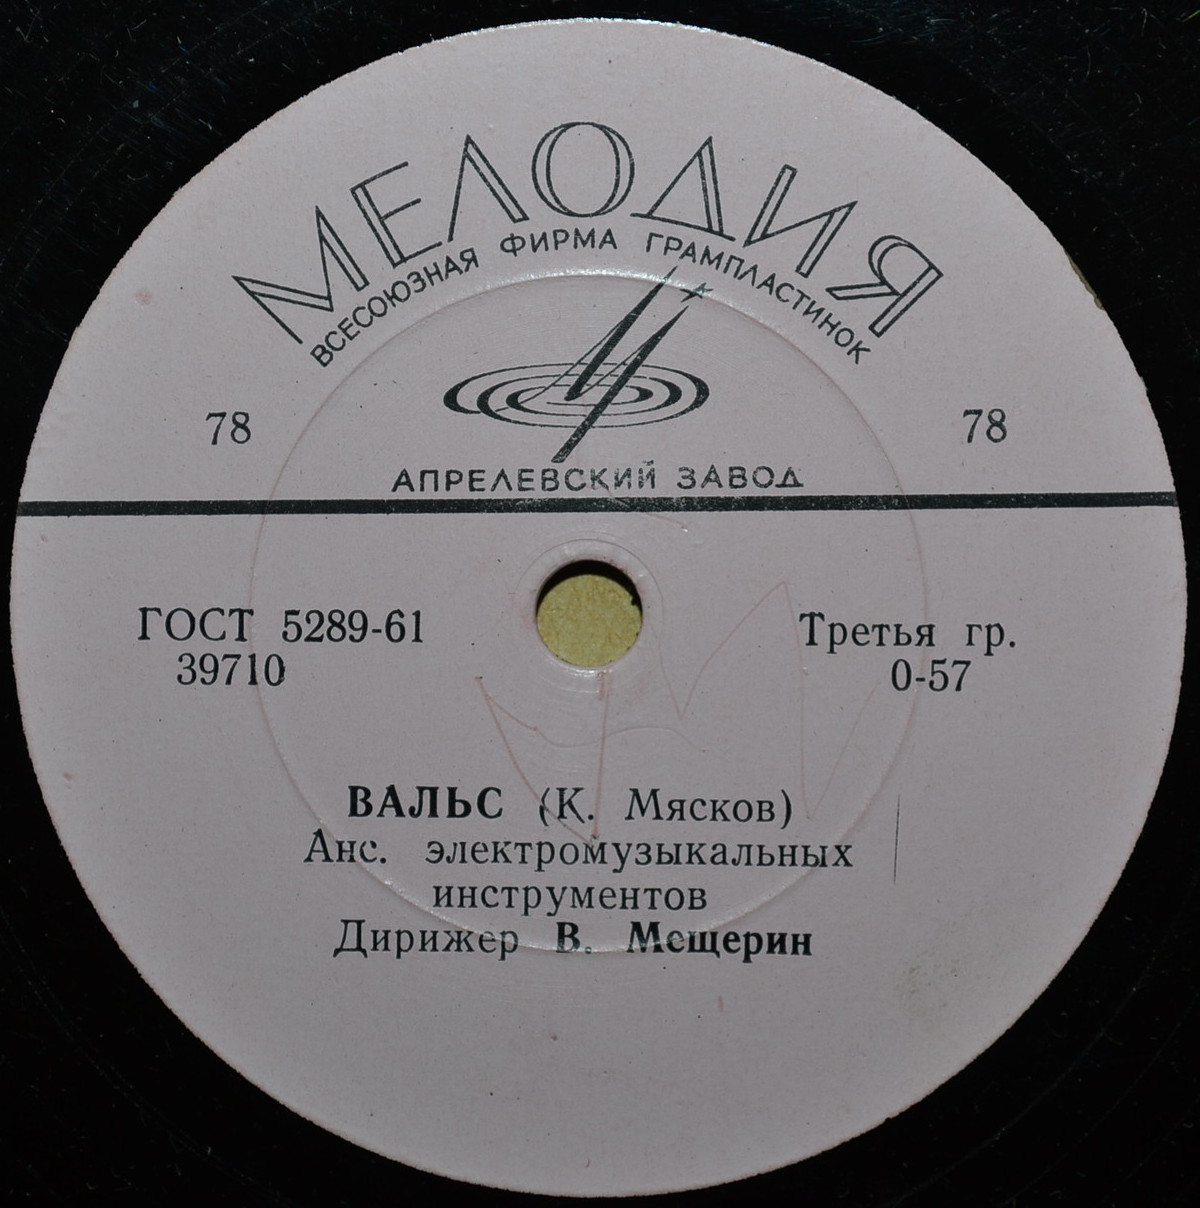 МЕЛОДИЯ
ВСЕСОЮЗНАЯ ФИРМА ГРАМПЛАСТИНОК
78
78
АПРЕЛЕВСКИЙ ЗАВОД
ГОСТ 5289-61
39710
Третья гр.
0-57
ВАЛЬС (К. Мясков)
Анс. электромузыкальных
инструментов
Дирижер В. Мещерин